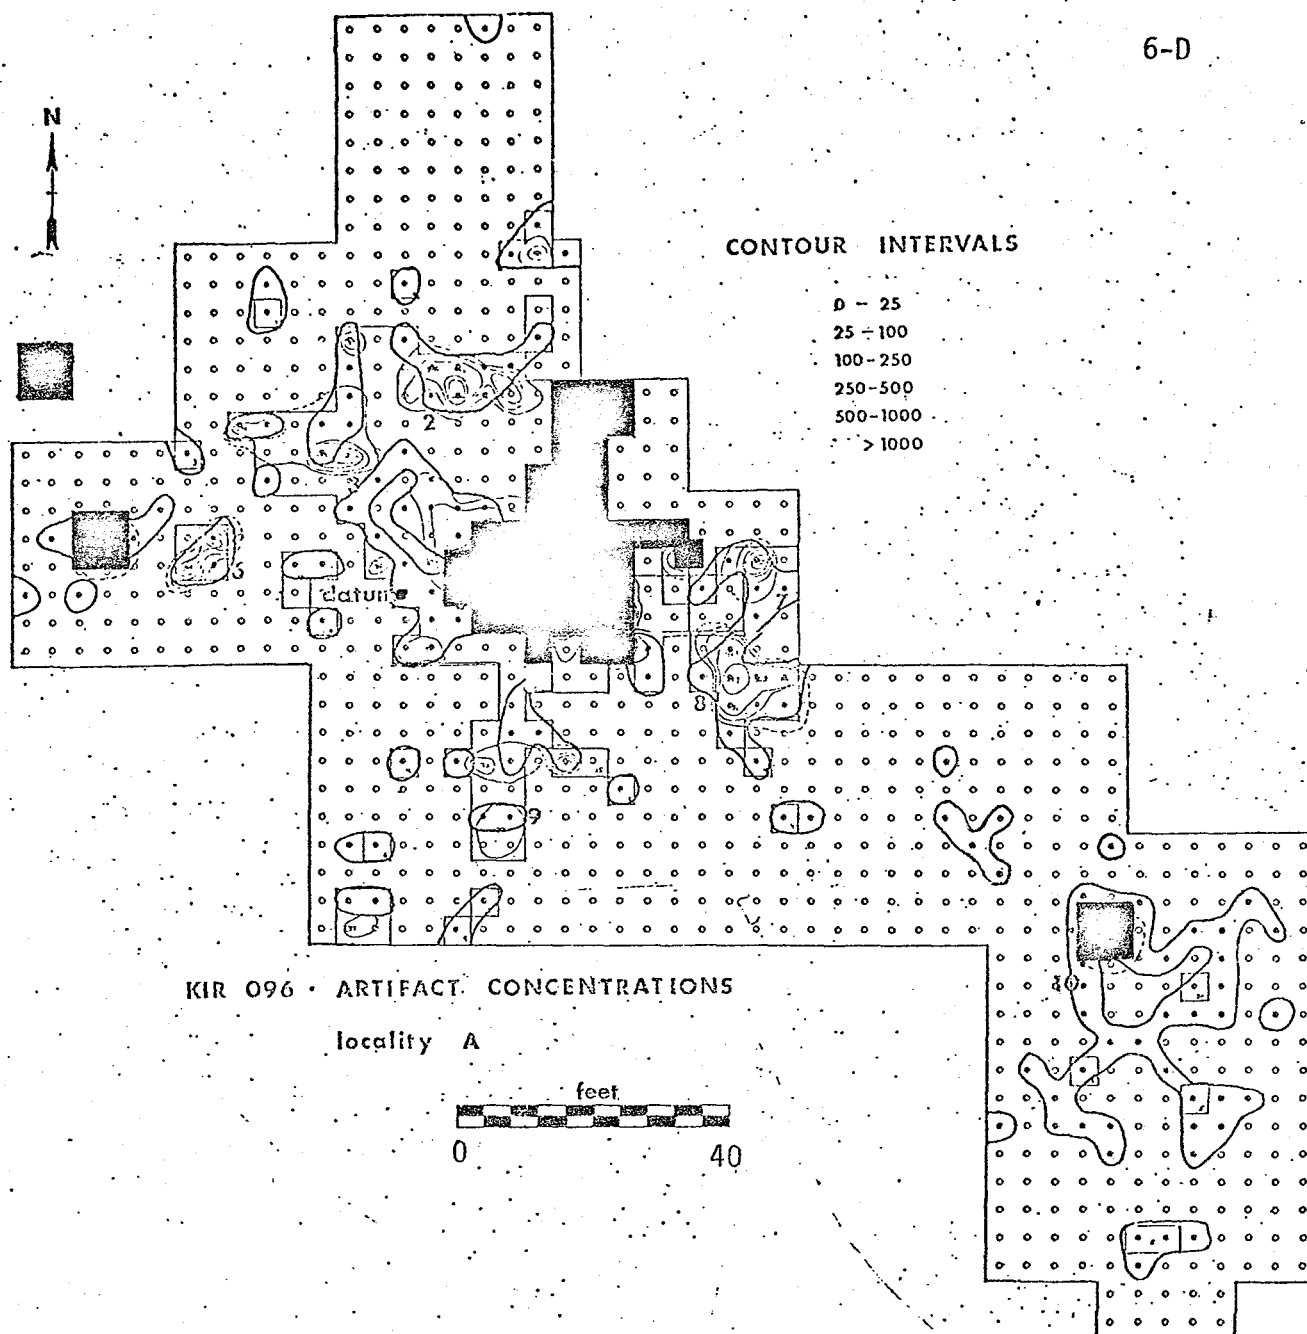 6-D
N
CONTOUR INTERVALS
0 - 25
25 - 100
100-250
250-500
500-1000
>1000
2
datum
8
9
10
KIR 096 · ARTIFACT CONCENTRATIONS
locality A
feet
0 40